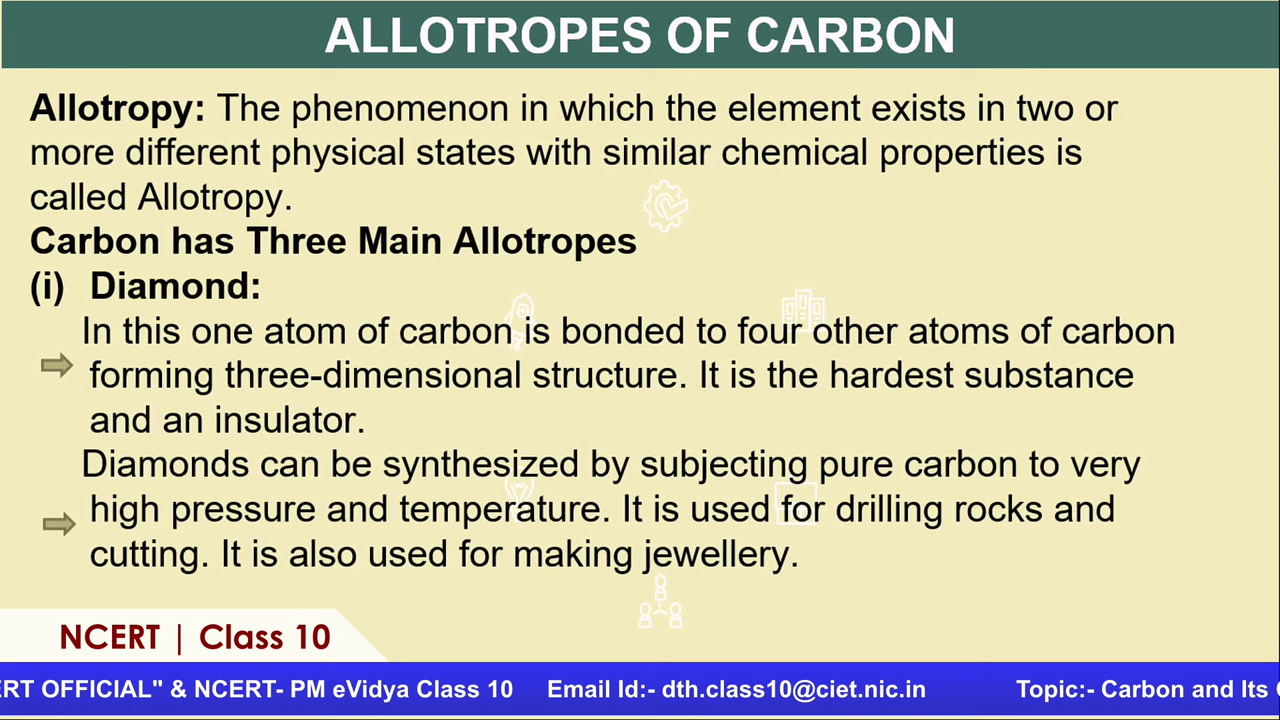 ALLOTROPES OF CARBON
Allotropy: The phenomenon in which the element exists in two or
more different physical states with similar chemical properties is
called Allotropy.
Carbon has Three Main Allotropes
(i) Diamond:
In this one atom of carbon is bonded to four other atoms of carbon
forming three-dimensional structure. It is the hardest substance
and an insulator.
Diamonds can be synthesized by subjecting pure carbon to very
high pressure and temperature. It is used for drilling rocks and
cutting. It is also used for making jewellery.
NCERT | Class 10
ERT OFFICIAL" & NCERT- PM eVidya Class 10 Email Id:- dth.class10@ciet.nic.in Topic:- Carbon and Its